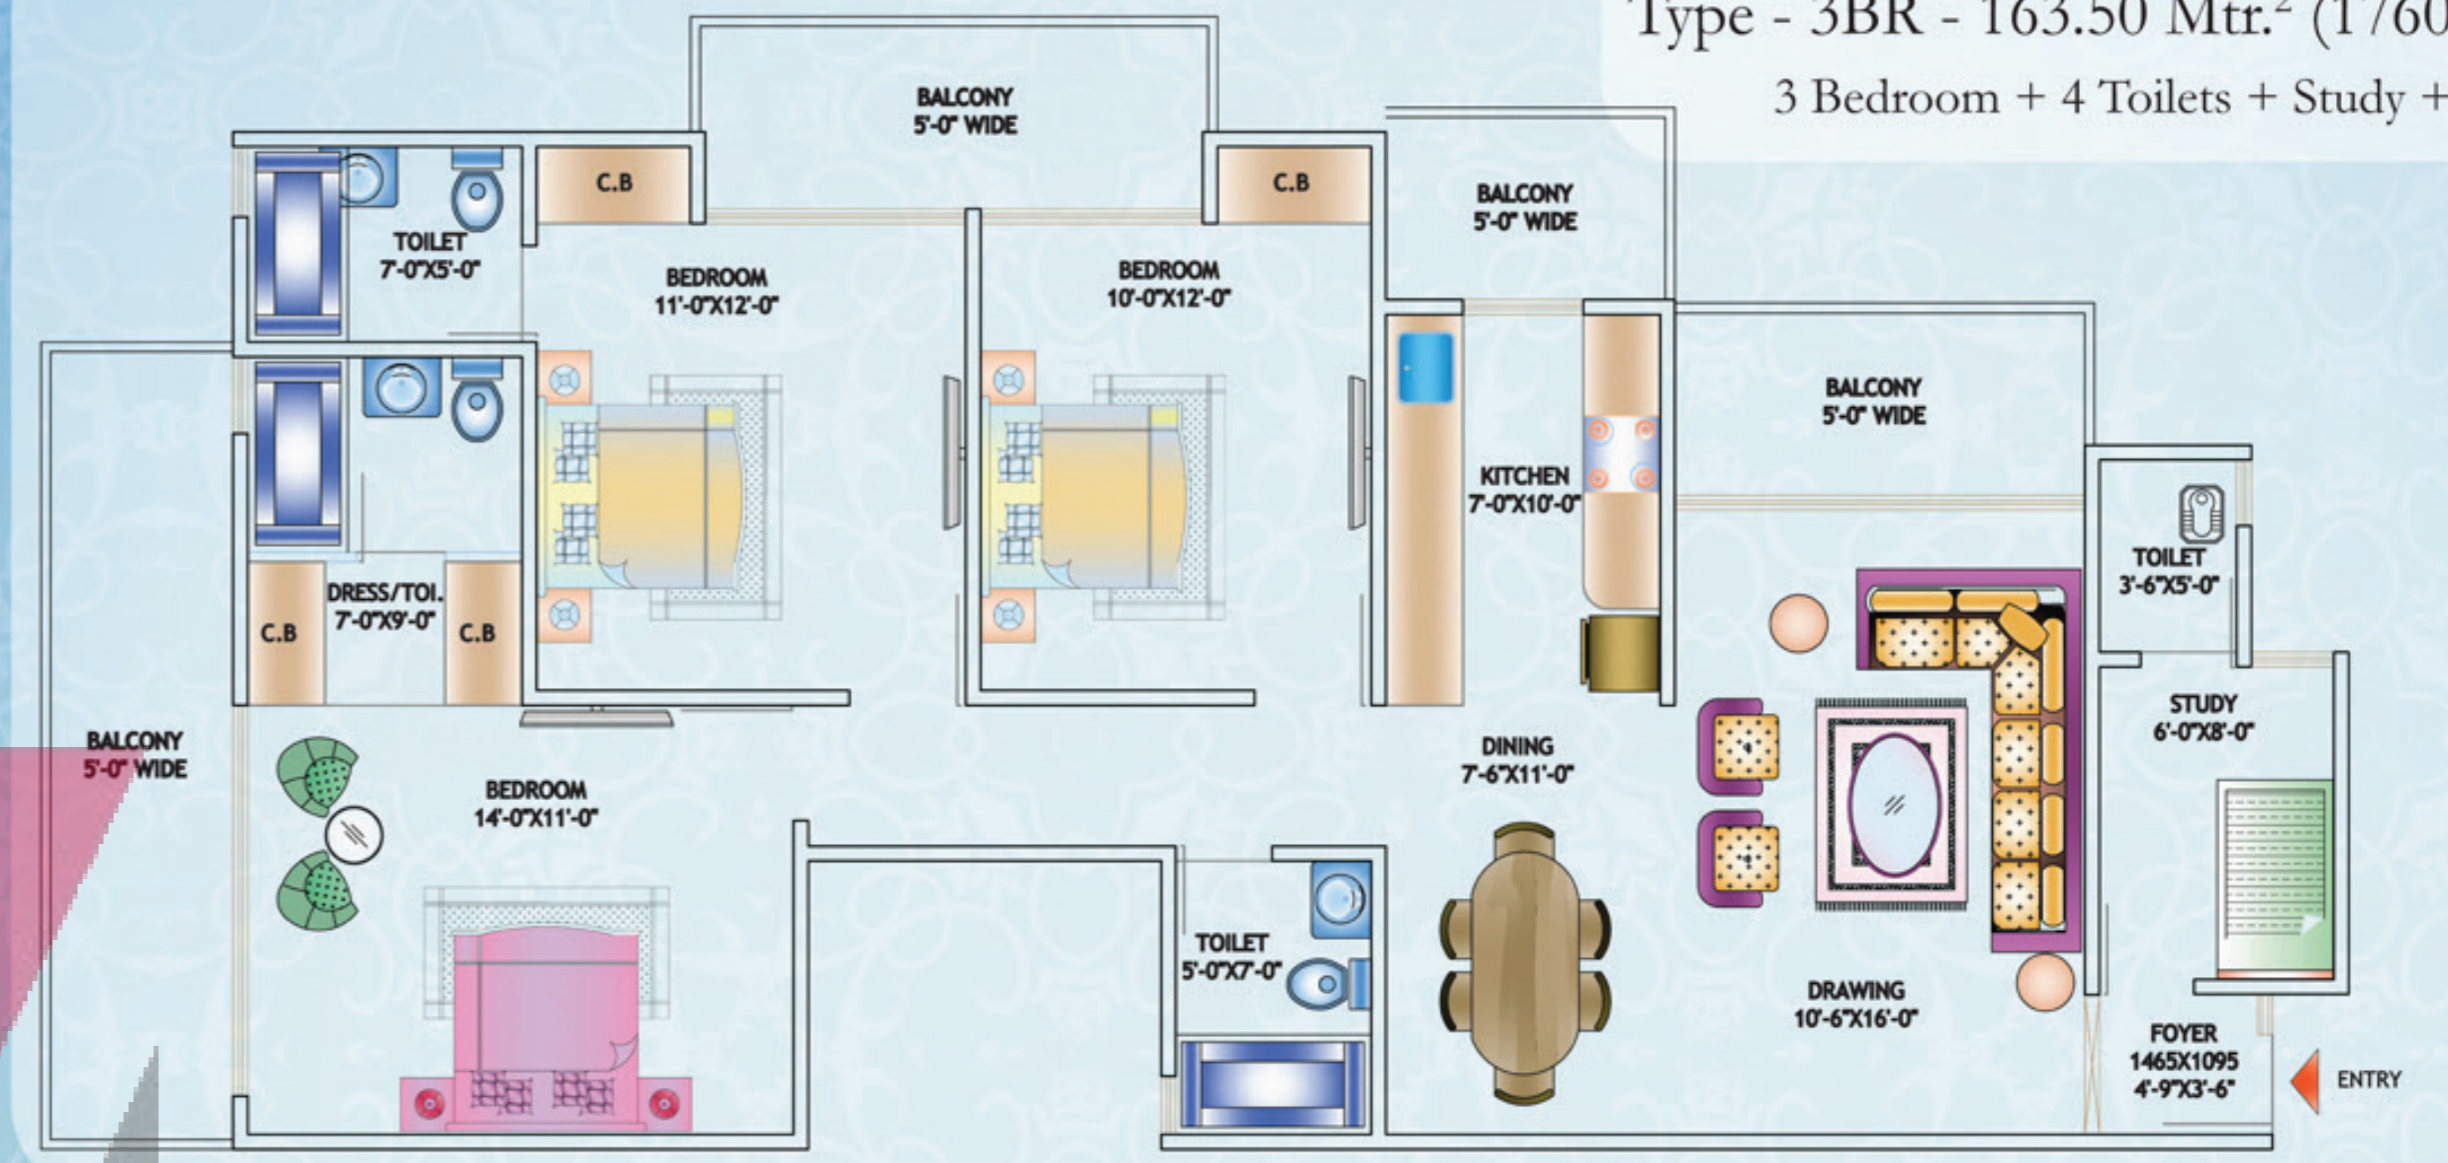 Type - 3BR - 163.50 Mtr.² (1760
3 Bedroom + 4 Toilets + Study +
BALCONY
5'-0" WIDE
C.B
C.B
BALCONY
5'-0" WIDE
TOILET
7'-0"X5'-0"
BEDROOM
11'-0"X12'-0"
BEDROOM
10'-0"X12'-0"
BALCONY
5'-0" WIDE
KITCHEN
7'-0"X10'-0"
TOILET
3'-6"X5'-0"
DRESS/TOI.
7'-0"X9'-0"
C.B
C.B
STUDY
6'-0"X8'-0"
BALCONY
5'-0" WIDE
DINING
7'-6"X11'-0"
BEDROOM
14'-0"X11'-0"
TOILET
5'-0"X7'-0"
DRAWING
10'-6"X16'-0"
FOYER
1465X1095
4'-9"X3'-6"
ENTRY